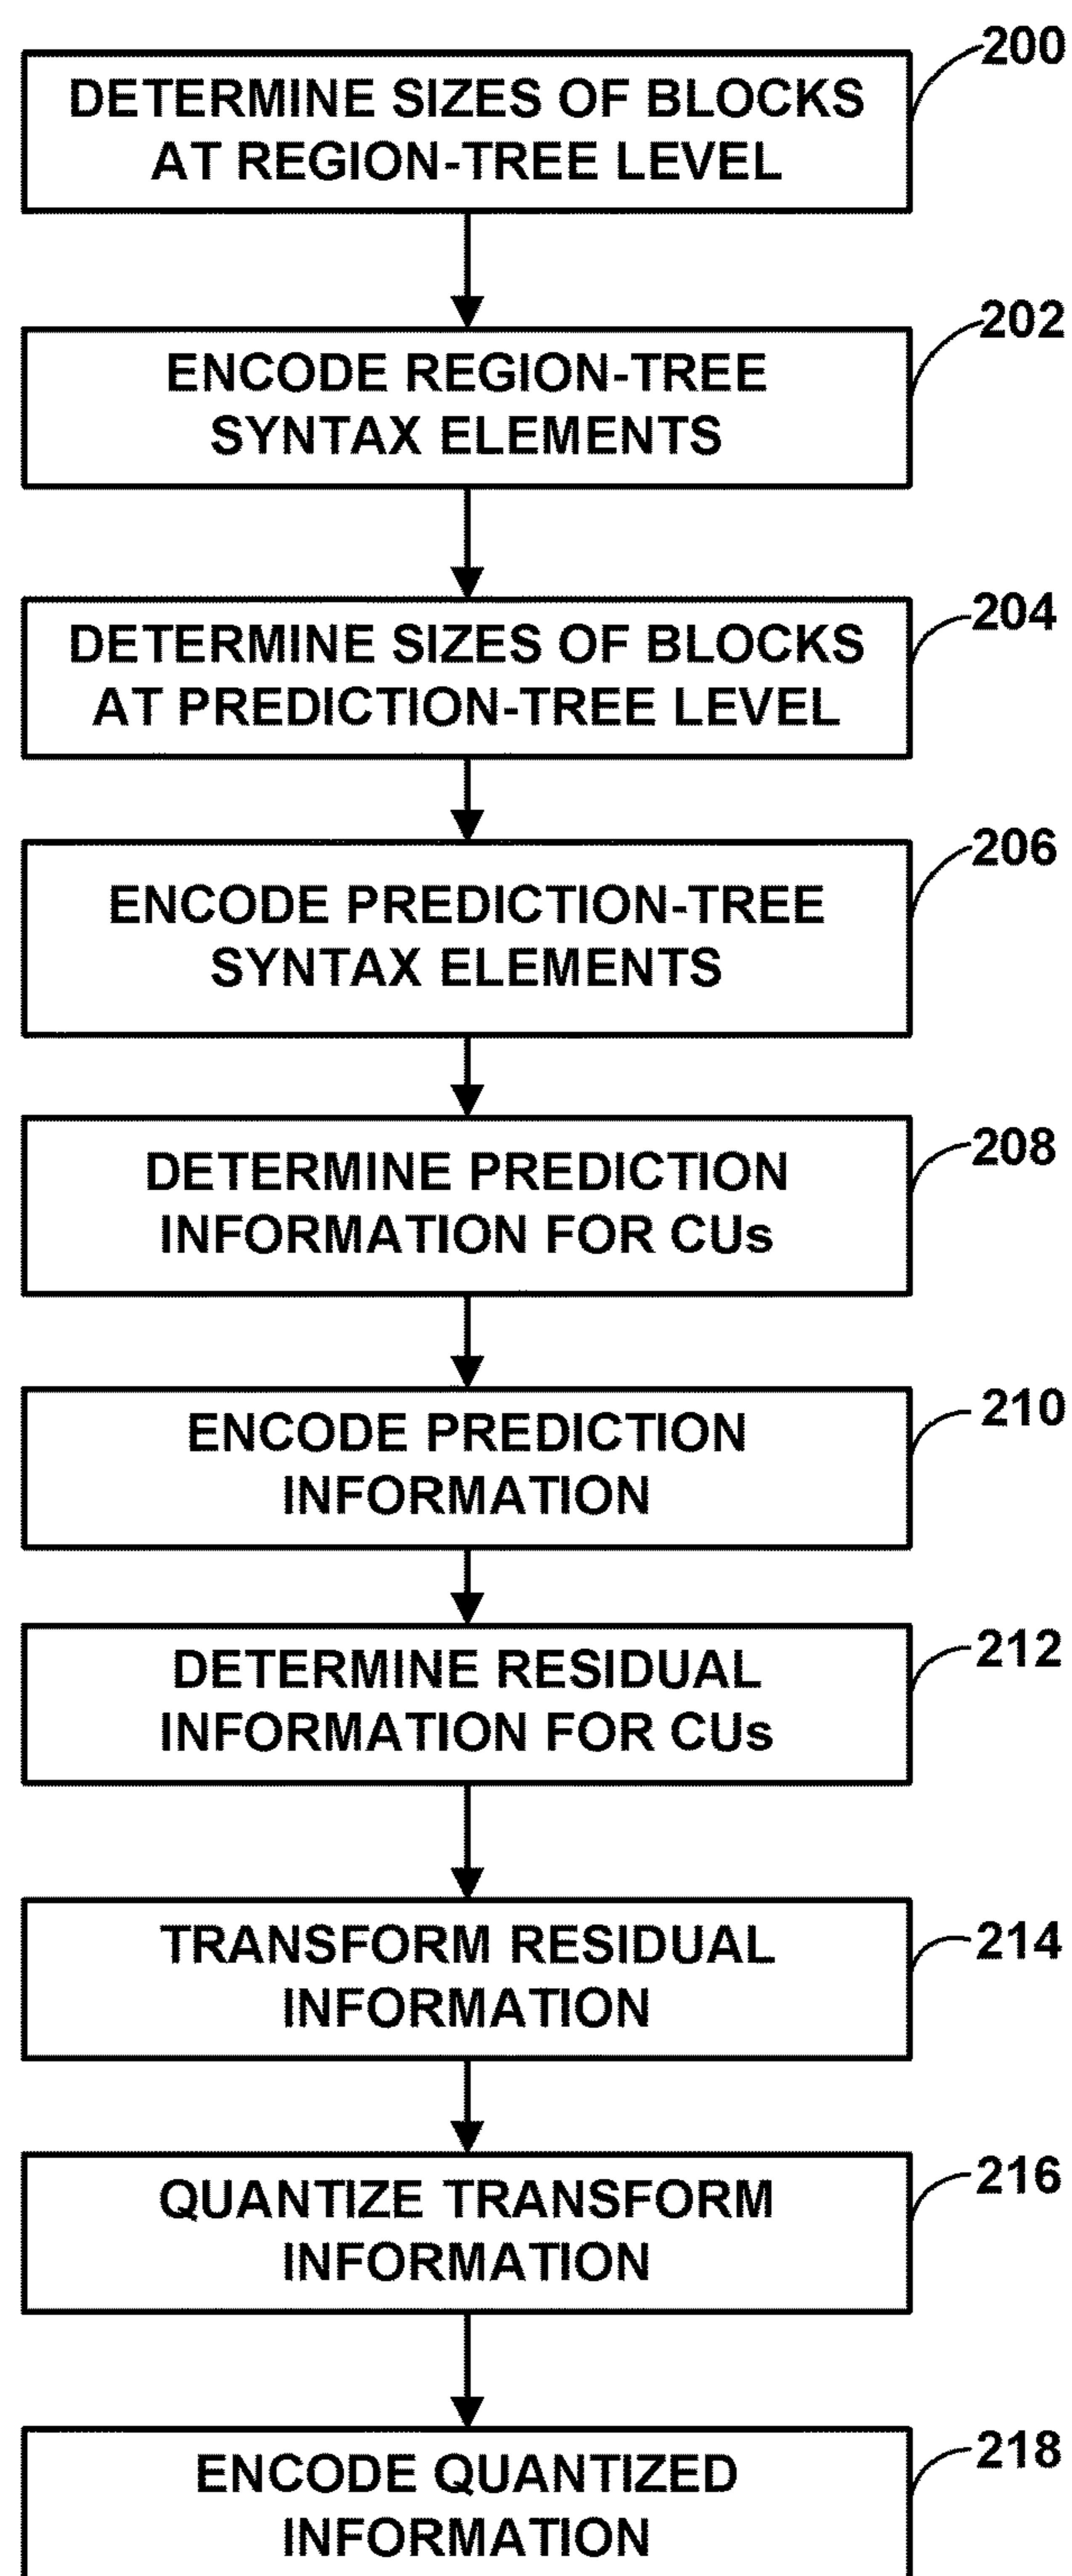 200
DETERMINE SIZES OF BLOCKS
AT REGION-TREE LEVEL
202
ENCODE REGION-TREE
SYNTAX ELEMENTS
204
DETERMINE SIZES OF BLOCKS
AT PREDICTION-TREE LEVEL
206
ENCODE PREDICTION-TREE
SYNTAX ELEMENTS
208
DETERMINE PREDICTION
INFORMATION FOR CUs
210
ENCODE PREDICTION
INFORMATION
212
DETERMINE RESIDUAL
INFORMATION FOR CUs
214
TRANSFORM RESIDUAL
INFORMATION
216
QUANTIZE TRANSFORM
INFORMATION
218
ENCODE QUANTIZED
INFORMATION